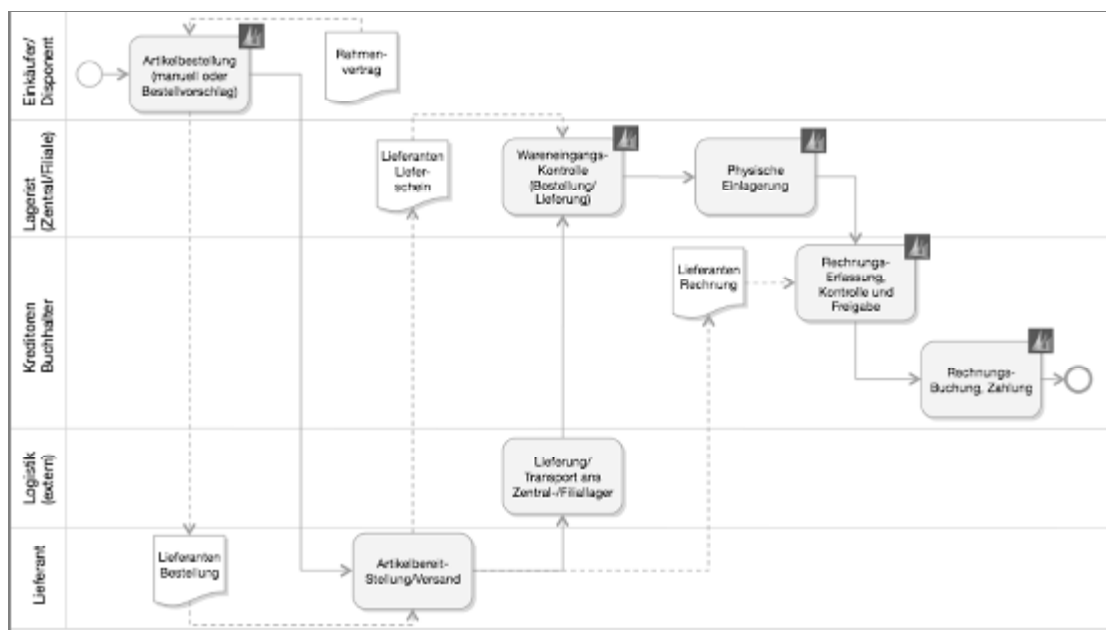 Einkäufer/
Disponent
Artikelbestellung
(manuell oder
Bestellvorschlag)
Rahmen-
vertrag
Lagerist
(Zentral/Filiale)
Lieferanten
Liefer-
schein
Wareneingangs-
Kontrolle
(Bestellung/
Lieferung)
Physische
Einlagerung
Kreditoren
Buchhalter
Lieferanten
Rechnung
Rechnungs-
Erfassung,
Kontrolle und
Freigabe
Rechnungs-
Buchung, Zahlung
Logistik
(extern)
Lieferung/
Transport ans
Zentral-/Filiallager
Lieferant
Lieferanten
Bestellung
Artikelbereit-
Stellung/Versand